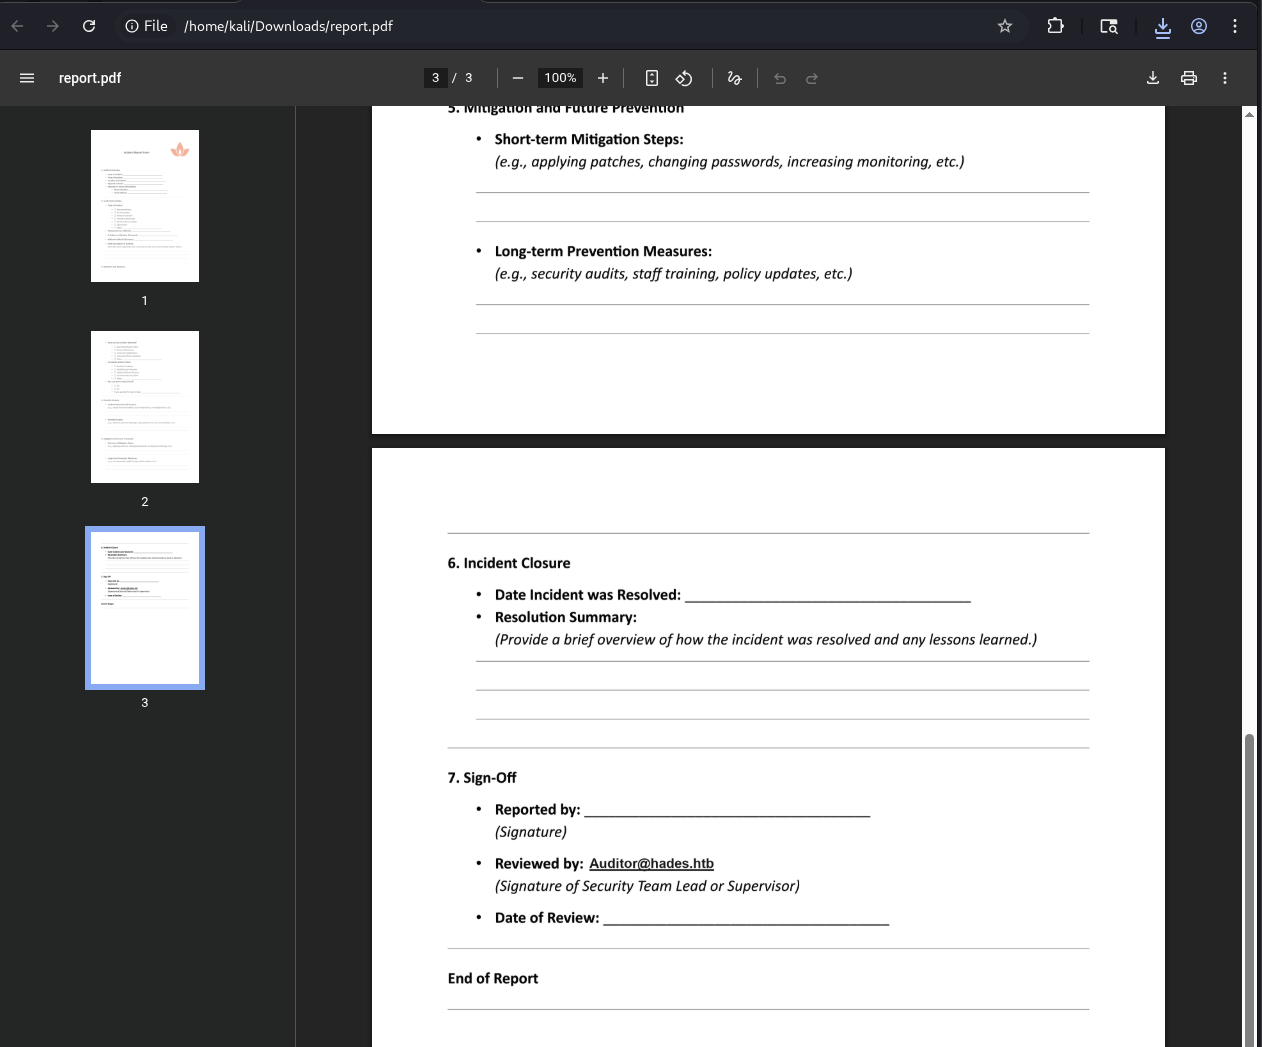 File /home/kali/Downloads/report.pdf
report.pdf
3 / 3
100%
1
2
3
5. Mitigation and Future Prevention
• Short-term Mitigation Steps:
(e.g., applying patches, changing passwords, increasing monitoring, etc.)
• Long-term Prevention Measures:
(e.g., security audits, staff training, policy updates, etc.)
6. Incident Closure
• Date Incident was Resolved:
• Resolution Summary:
(Provide a brief overview of how the incident was resolved and any lessons learned.)
7. Sign-Off
• Reported by:
(Signature)
• Reviewed by: Auditor@hades.htb
(Signature of Security Team Lead or Supervisor)
• Date of Review:
End of Report